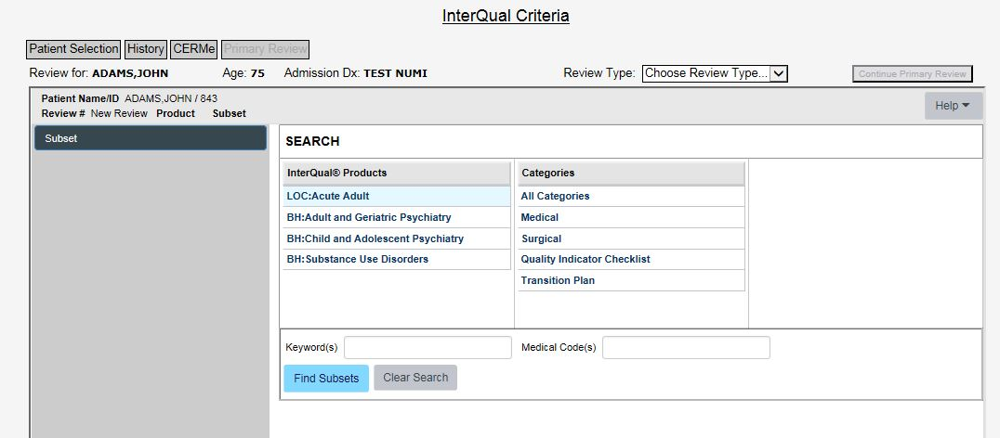 InterQual Criteria
Patient Selection History CERMe Primary Review
Review for: ADAMS,JOHN Age: 75 Admission Dx: TEST NUMI Review Type: Choose Review Type... Continue Primary Review
Patient Name/ID ADAMS,JOHN / 843
Review # New Review Product Subset
Help
Subset
SEARCH
InterQual® Products Categories
LOC:Acute Adult All Categories
BH:Adult and Geriatric Psychiatry Medical
BH:Child and Adolescent Psychiatry Surgical
BH:Substance Use Disorders Quality Indicator Checklist
Transition Plan
Keyword(s) Medical Code(s)
Find Subsets Clear Search